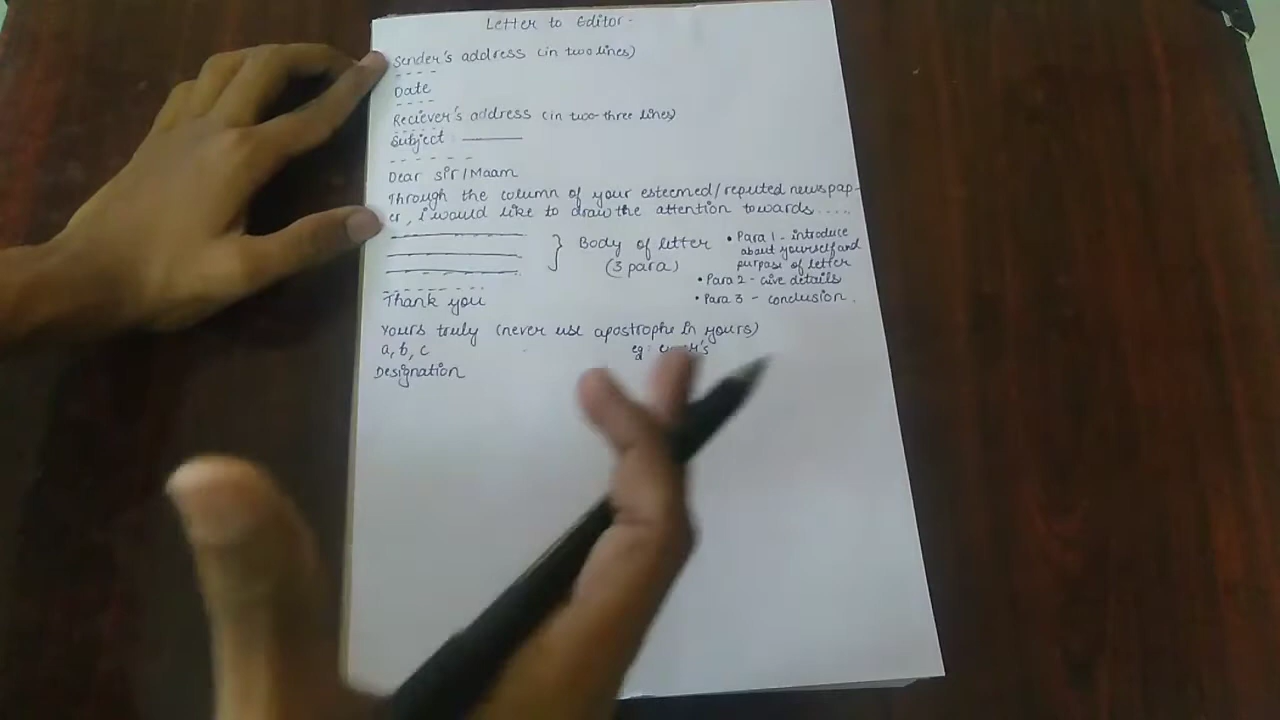 Letter to Editor-
Sender's address (in two lines)
Date
Reciever's address (in two-three lines)
Subject
Dear Sir/Maam
Through the column of your esteemed/reputed newspap-
er, i would like to draw the attention towards.....
Body of letter
(3 para)
• Para 1 - introduce
about yourself and
purpose of letter
• Para 2 - Give details
• Para 3 - conclusion.
Thank you
Yours truly (never use apostrophe in yours)
eg:
a, b, c
Designation